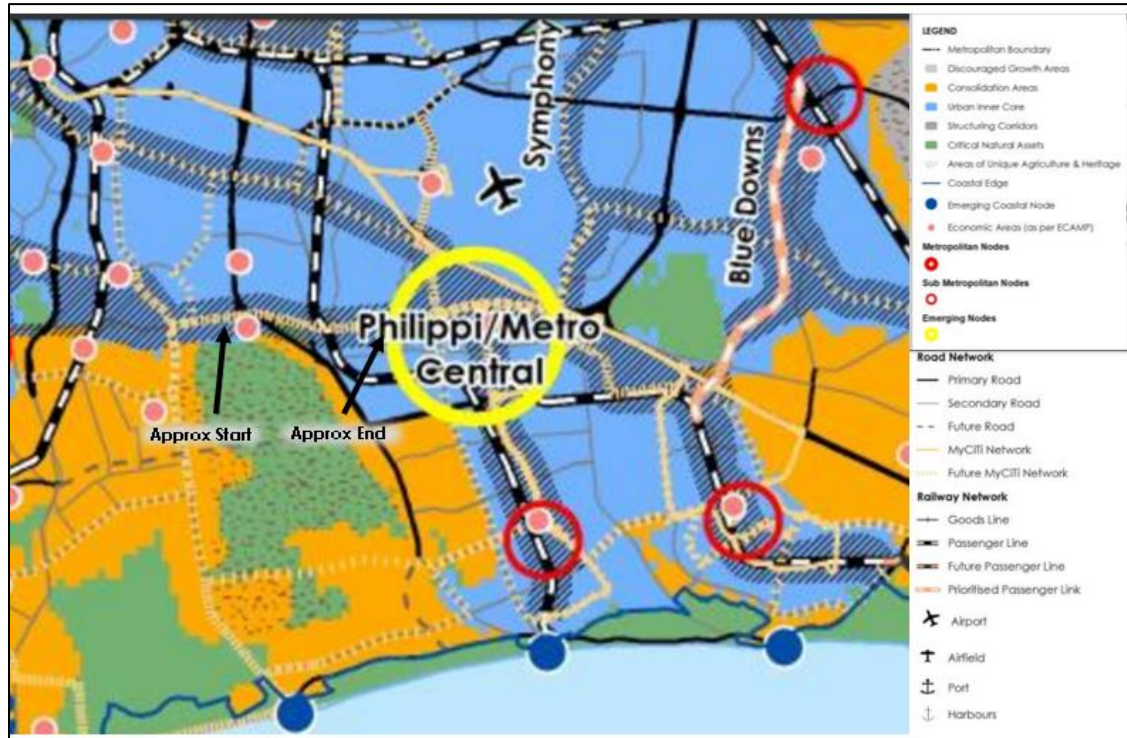 Symphony
Blue Downs
Philippi/Metro
Central
Approx Start
Approx End
LEGEND
Metropolitan Boundary
Discouraged Growth Areas
Consolidation Areas
Urban Inner Core
Structuring Corridors
Critical Natural Assets
Areas of Unique Agriculture & Heritage
Coastal Edge
Emerging Coastal Node
Economic Areas (as per ECAMP)
Metropolitan Nodes
Sub Metropolitan Nodes
Emerging Nodes
Road Network
Primary Road
Secondary Road
Future Road
MyCiTi Network
Future MyCiTi Network
Railway Network
Goods Line
Passenger Line
Future Passenger Line
Prioritised Passenger Link
Airport
Airfield
Port
Harbours